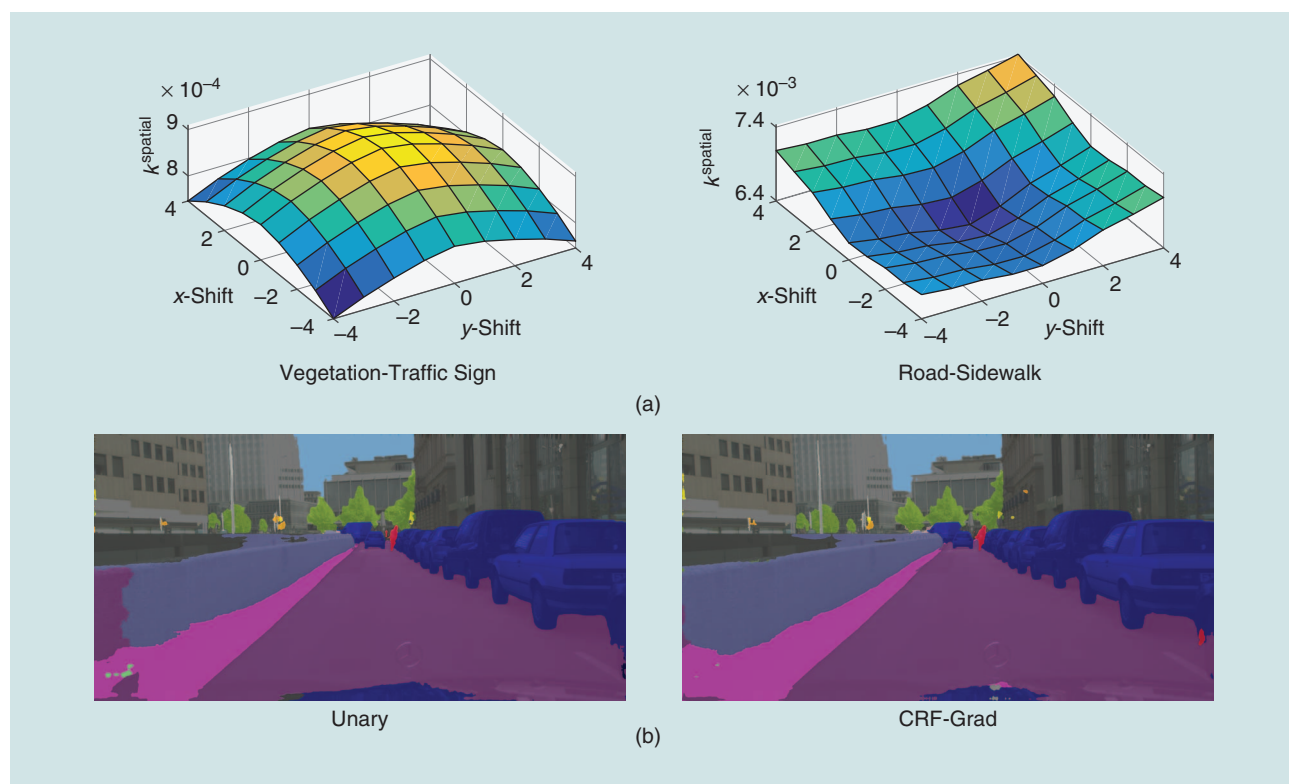 × 10⁻⁴
9
8
4
2
0
–2
–4
k^spatial
x-Shift
–4
–2
0
2
4
y-Shift
Vegetation-Traffic Sign
× 10⁻³
7.4
6.4
4
2
0
–2
–4
k^spatial
x-Shift
–4
–2
0
2
4
y-Shift
Road-Sidewalk
(a)
Unary
CRF-Grad
(b)